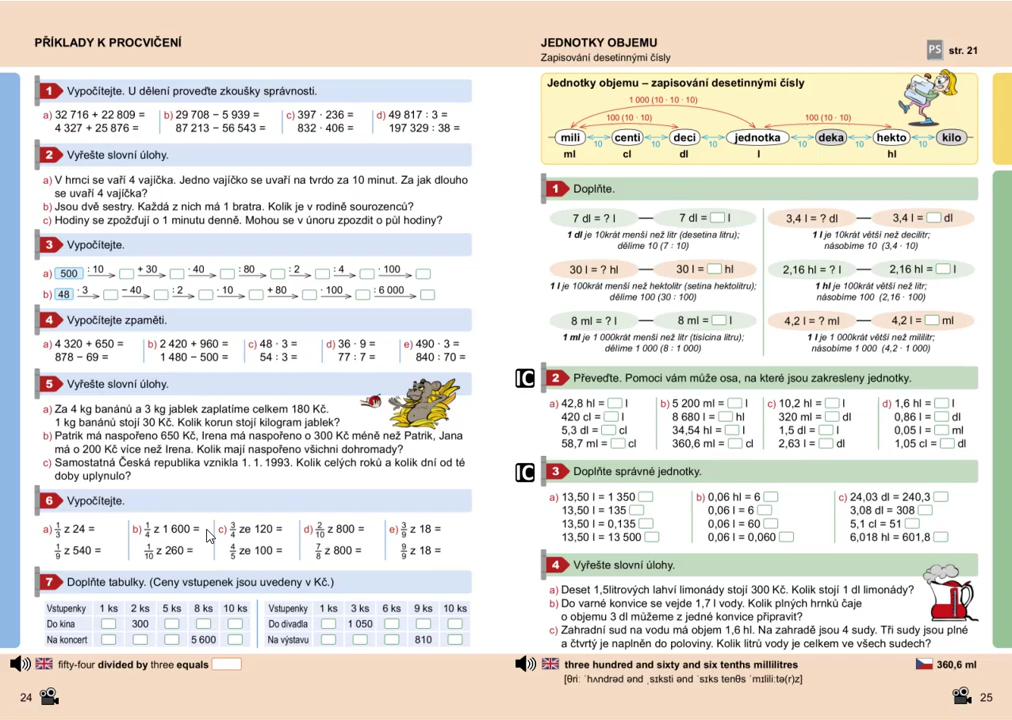 PŘÍKLADY K PROCVIČENÍ
1 Vypočítejte. U dělení proveďte zkoušky správnosti.
a) 32 716 + 22 809 = b) 29 708 − 5 939 = c) 397 · 236 = d) 49 817 : 3 =
4 327 + 25 876 = 87 213 − 56 543 = 832 · 406 = 197 329 : 38 =
2 Vyřešte slovní úlohy.
a) V hrnci se vaří 4 vajíčka. Jedno vajíčko se uvaří na tvrdo za 10 minut. Za jak dlouho
se uvaří 4 vajíčka?
b) Jsou dvě sestry. Každá z nich má 1 bratra. Kolik je v rodině sourozenců?
c) Hodiny se zpožďují o 1 minutu denně. Mohou se v únoru zpozdit o půl hodiny?
3 Vypočítejte.
a) 500 : 10 + 30 · 40 : 80 : 2 : 4 · 100
b) 48 · 3 − 40 : 2 · 10 + 80 · 100 : 6 000
4 Vypočítejte zpaměti.
a) 4 320 + 650 = b) 2 420 + 960 = c) 48 · 3 = d) 36 · 9 = e) 490 · 3 =
878 − 69 = 1 480 − 500 = 54 : 3 = 77 : 7 = 840 : 70 =
5 Vyřešte slovní úlohy.
a) Za 4 kg banánů a 3 kg jablek zaplatíme celkem 180 Kč.
1 kg banánů stojí 30 Kč. Kolik korun stojí kilogram jablek?
b) Patrik má naspořeno 650 Kč, Irena má naspořeno o 300 Kč méně než Patrik, Jana
má o 200 Kč více než Irena. Kolik mají naspořeno všichni dohromady?
c) Samostatná Česká republika vznikla 1. 1. 1993. Kolik celých roků a kolik dní od té
doby uplynulo?
6 Vypočítejte.
a) 1/3 z 24 = b) 1/4 z 1 600 = c) 3/4 ze 120 = d) 2/10 z 800 = e) 3/9 z 18 =
1/9 z 540 = 1/10 z 260 = 4/5 ze 100 = 7/8 z 800 = 9/9 z 18 =
7 Doplňte tabulky. (Ceny vstupenek jsou uvedeny v Kč.)
Vstupenky 1 ks 2 ks 5 ks 8 ks 10 ks Vstupenky 1 ks 3 ks 6 ks 9 ks 10 ks
Do kina 300 Do divadla 1 050
Na koncert 5 600 Na výstavu 810
fifty-four divided by three equals
24
JEDNOTKY OBJEMU
Zapisování desetinnými čísly
PS str. 21
Jednotky objemu – zapisování desetinnými čísly
1 000 (10 · 10 · 10)
100 (10 · 10) 100 (10 · 10)
mili centi deci jednotka deka hekto kilo
10 10 10 10 10 10
ml cl dl l hl
1 Doplňte.
7 dl = ? l 7 dl = l 3,4 l = ? dl 3,4 l = dl
1 dl je 10krát menší než litr (desetina litru); 1 l je 10krát větší než decilitr;
dělíme 10 (7 : 10) násobíme 10 (3,4 · 10)
30 l = ? hl 30 l = hl 2,16 hl = ? l 2,16 hl = l
1 l je 100krát menší než hektolitr (setina hektolitru); 1 hl je 100krát větší než litr;
dělíme 100 (30 : 100) násobíme 100 (2,16 · 100)
8 ml = ? l 8 ml = l 4,2 l = ? ml 4,2 l = ml
1 ml je 1 000krát menší než litr (tisícina litru); 1 l je 1 000krát větší než mililitr;
dělíme 1 000 (8 : 1 000) násobíme 1 000 (4,2 · 1 000)
IC 2 Převeďte. Pomoci vám může osa, na které jsou zakresleny jednotky.
a) 42,8 hl = l b) 5 200 ml = l c) 10,2 hl = l d) 1,6 hl = l
420 cl = l 8 680 l = hl 320 ml = dl 0,86 l = dl
5,3 dl = cl 34,54 hl = l 1,5 dl = l 0,05 l = ml
58,7 ml = cl 360,6 ml = cl 2,63 l = dl 1,05 cl = dl
IC 3 Doplňte správné jednotky.
a) 13,50 l = 1 350 b) 0,06 hl = 6 c) 24,03 dl = 240,3
13,50 l = 135 0,06 l = 6 3,08 dl = 308
13,50 l = 0,135 0,06 l = 60 5,1 cl = 51
13,50 l = 13 500 0,06 l = 0,060 6,018 hl = 601,8
4 Vyřešte slovní úlohy.
a) Deset 1,5litrových lahví limonády stojí 300 Kč. Kolik stojí 1 dl limonády?
b) Do varné konvice se vejde 1,7 l vody. Kolik plných hrnků čaje
o objemu 3 dl můžeme z jedné konvice připravit?
c) Zahradní sud na vodu má objem 1,6 hl. Na zahradě jsou 4 sudy. Tři sudy jsou plné
a čtvrtý je naplněn do poloviny. Kolik litrů vody je celkem ve všech sudech?
three hundred and sixty and six tenths millilitres 360,6 ml
[θriː ˈhʌndrəd ənd ˌsɪksti ənd ˈsɪks tenθs ˈmɪliliːtə(r)z]
25